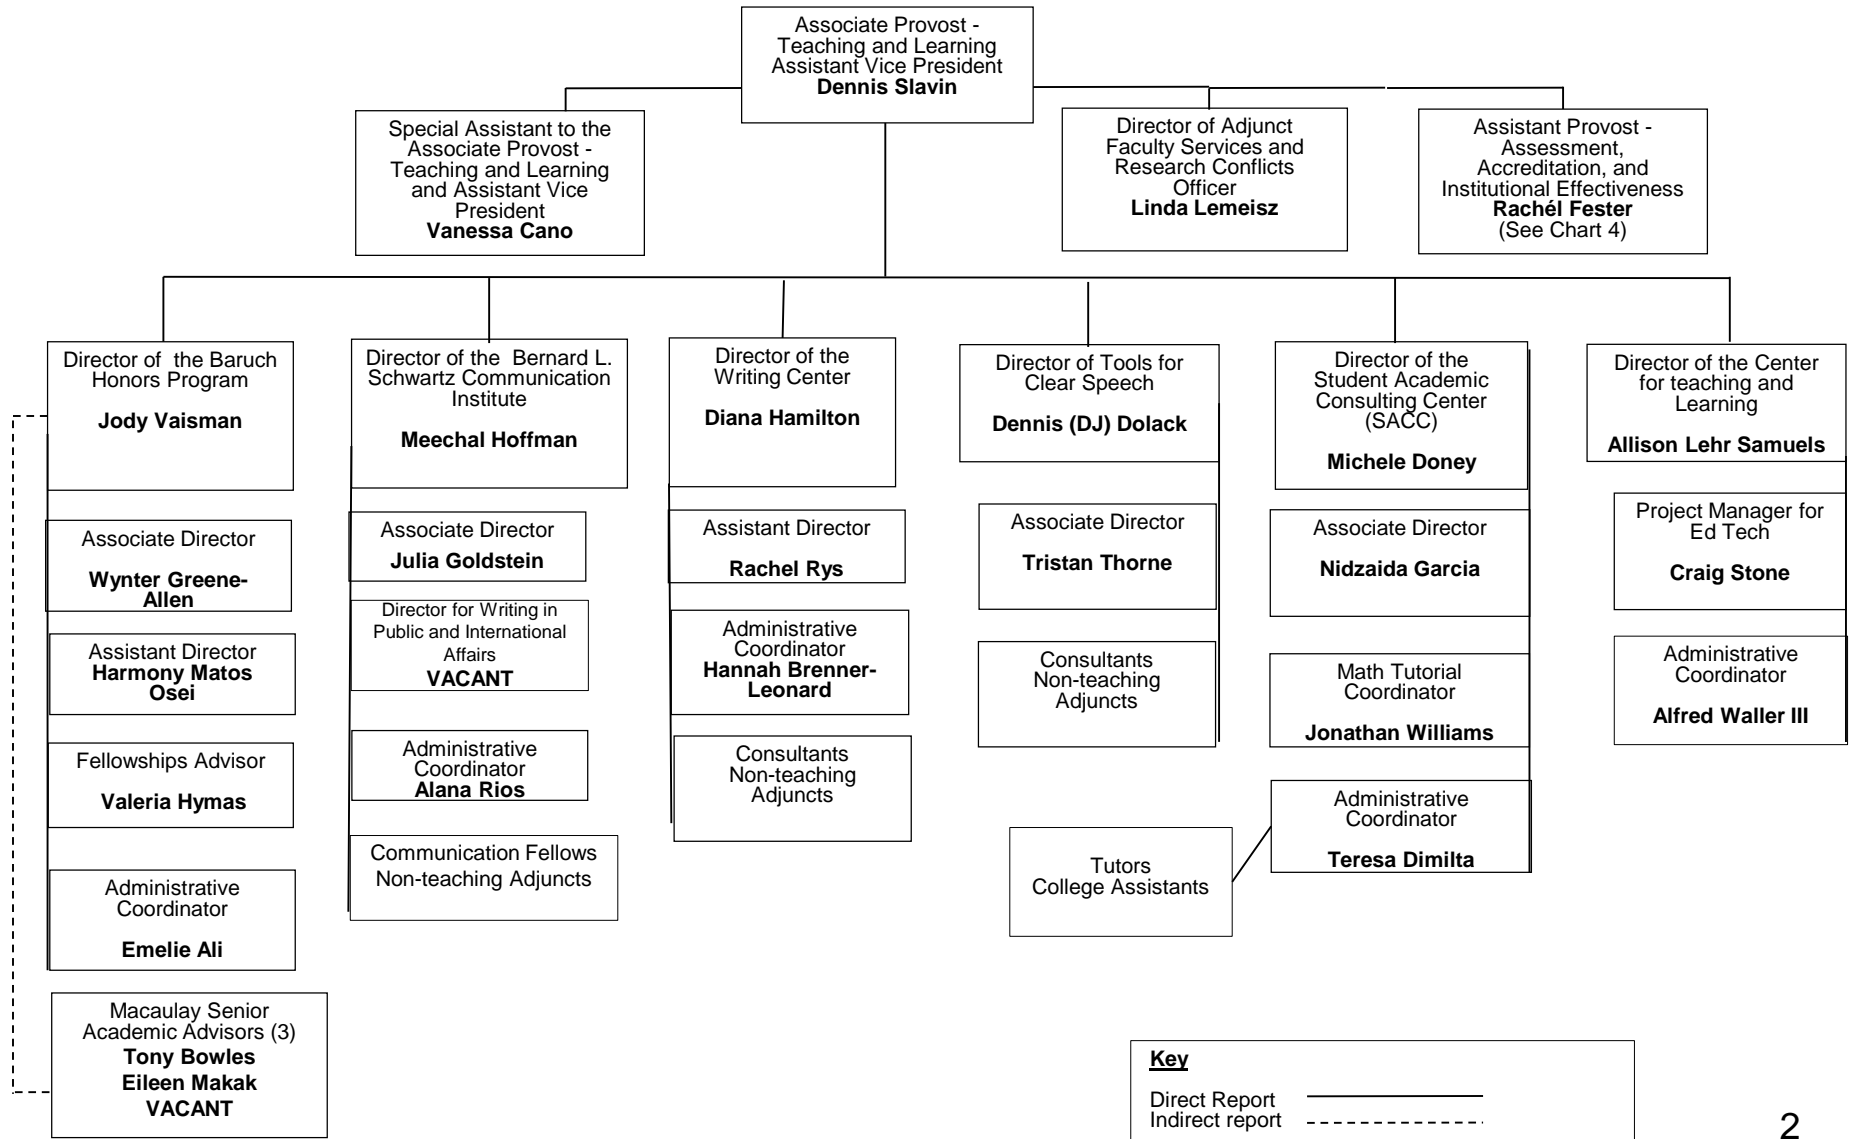 Associate Provost -
Teaching and Learning
Assistant Vice President
Dennis Slavin
Special Assistant to the
Associate Provost -
Teaching and Learning
and Assistant Vice
President
Vanessa Cano
Director of Adjunct
Faculty Services and
Research Conflicts
Officer
Linda Lemeisz
Assistant Provost -
Assessment,
Accreditation, and
Institutional Effectiveness
Rachél Fester
(See Chart 4)
Director of the Baruch
Honors Program
Jody Vaisman
Associate Director
Wynter Greene-
Allen
Assistant Director
Harmony Matos
Osei
Fellowships Advisor
Valeria Hymas
Administrative
Coordinator
Emelie Ali
Macaulay Senior
Academic Advisors (3)
Tony Bowles
Eileen Makak
VACANT
Director of the Bernard L.
Schwartz Communication
Institute
Meechal Hoffman
Associate Director
Julia Goldstein
Director for Writing in
Public and International
Affairs
VACANT
Administrative
Coordinator
Alana Rios
Communication Fellows
Non-teaching Adjuncts
Director of the
Writing Center
Diana Hamilton
Assistant Director
Rachel Rys
Administrative
Coordinator
Hannah Brenner-
Leonard
Consultants
Non-teaching
Adjuncts
Director of Tools for
Clear Speech
Dennis (DJ) Dolack
Associate Director
Tristan Thorne
Consultants
Non-teaching
Adjuncts
Director of the
Student Academic
Consulting Center
(SACC)
Michele Doney
Associate Director
Nidzaida Garcia
Math Tutorial
Coordinator
Jonathan Williams
Administrative
Coordinator
Teresa Dimilta
Tutors
College Assistants
Director of the Center
for teaching and
Learning
Allison Lehr Samuels
Project Manager for
Ed Tech
Craig Stone
Administrative
Coordinator
Alfred Waller III
Key
Direct Report
Indirect report
2